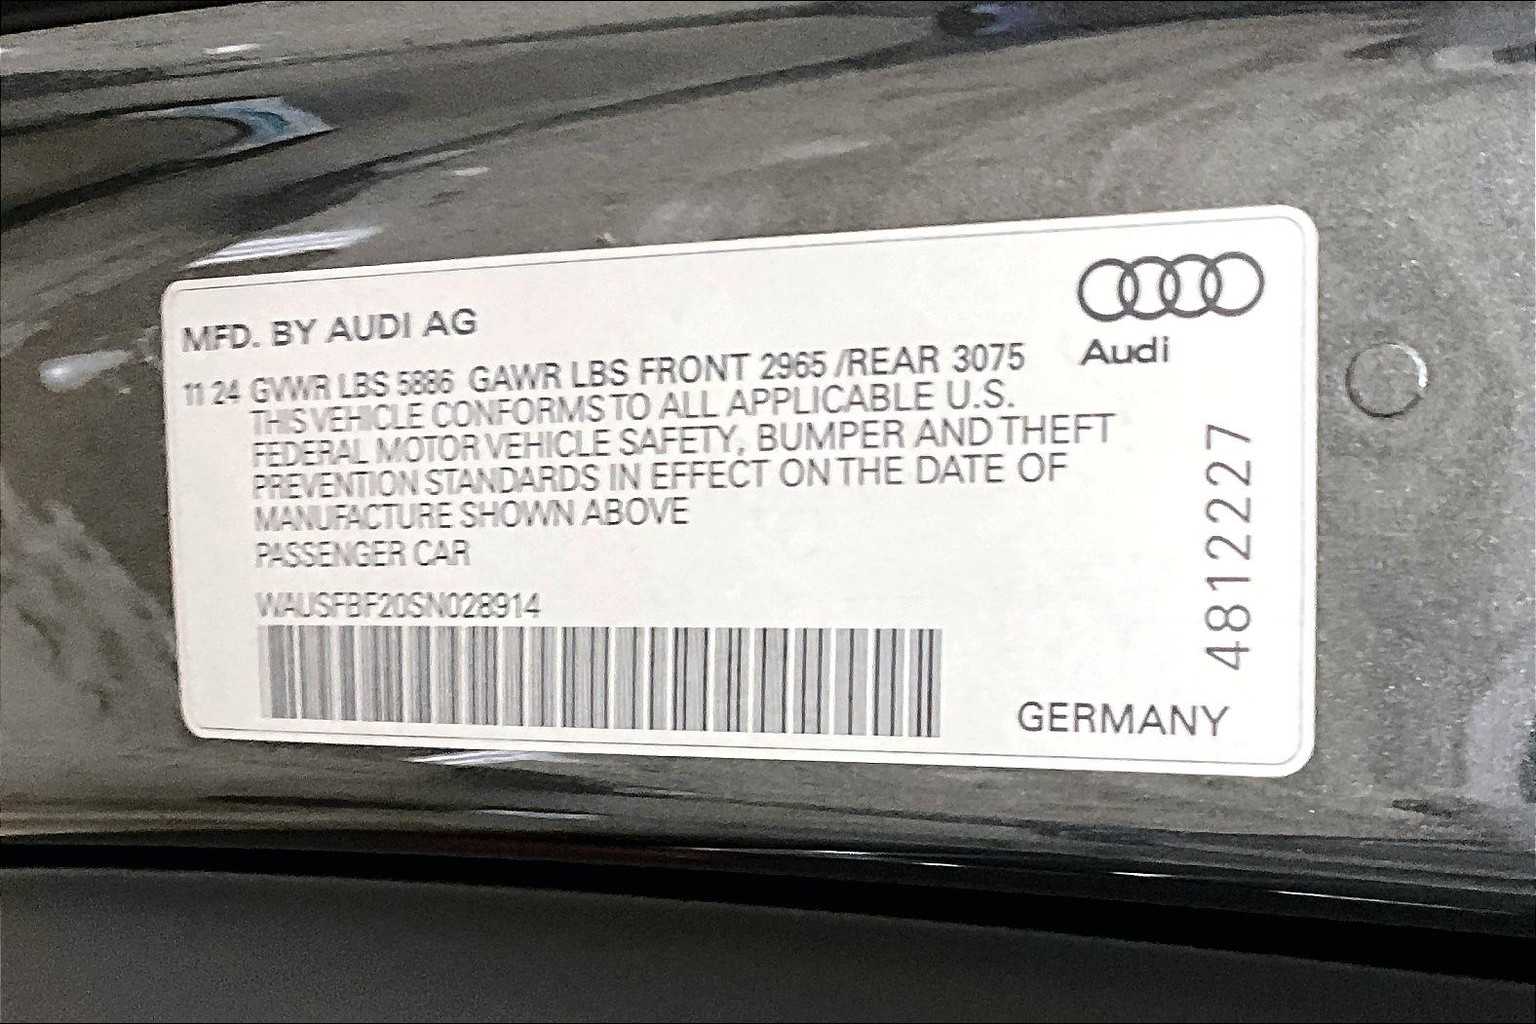 MFD. BY AUDI AG
Audi
11 24 GVWR LBS 5886 GAWR LBS FRONT 2965 /REAR 3075
THIS VEHICLE CONFORMS TO ALL APPLICABLE U.S.
FEDERAL MOTOR VEHICLE SAFETY, BUMPER AND THEFT
PREVENTION STANDARDS IN EFFECT ON THE DATE OF
MANUFACTURE SHOWN ABOVE
PASSENGER CAR
WAUSFBF20SN028914
4812227
GERMANY